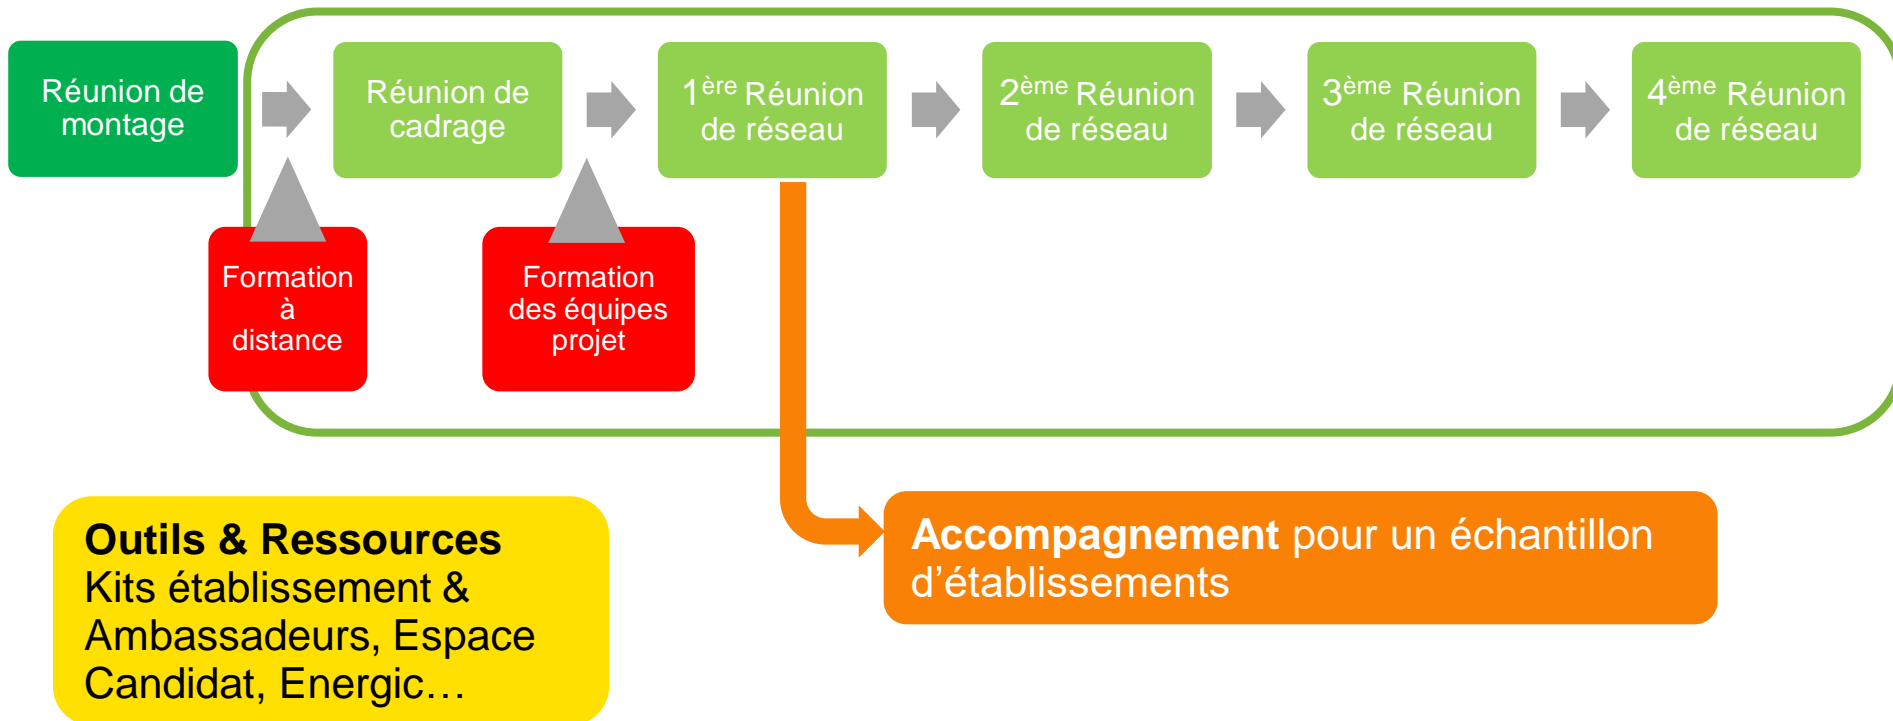 Réunion de
montage
Réunion de
cadrage
1ère Réunion
de réseau
2ème Réunion
de réseau
3ème Réunion
de réseau
4ème Réunion
de réseau
Formation
à
distance
Formation
des équipes
projet
Outils & Ressources
Kits établissement &
Ambassadeurs, Espace
Candidat, Energic…
Accompagnement pour un échantillon
d’établissements